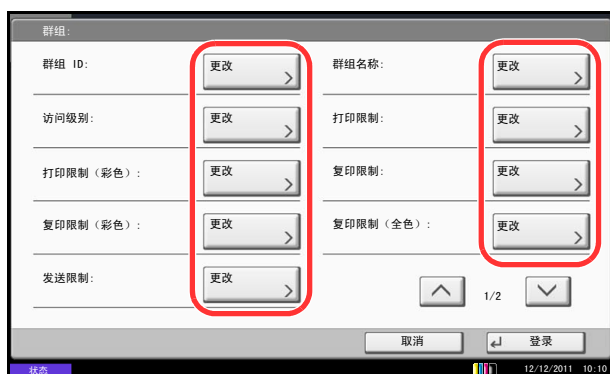 群组:
群组 ID: 更改 群组名称: 更改
访问级别: 更改 打印限制: 更改
打印限制（彩色）: 更改 复印限制: 更改
复印限制（彩色）: 更改 复印限制（全色）: 更改
发送限制: 更改 1/2
取消 登录
状态 12/12/2011 10:10